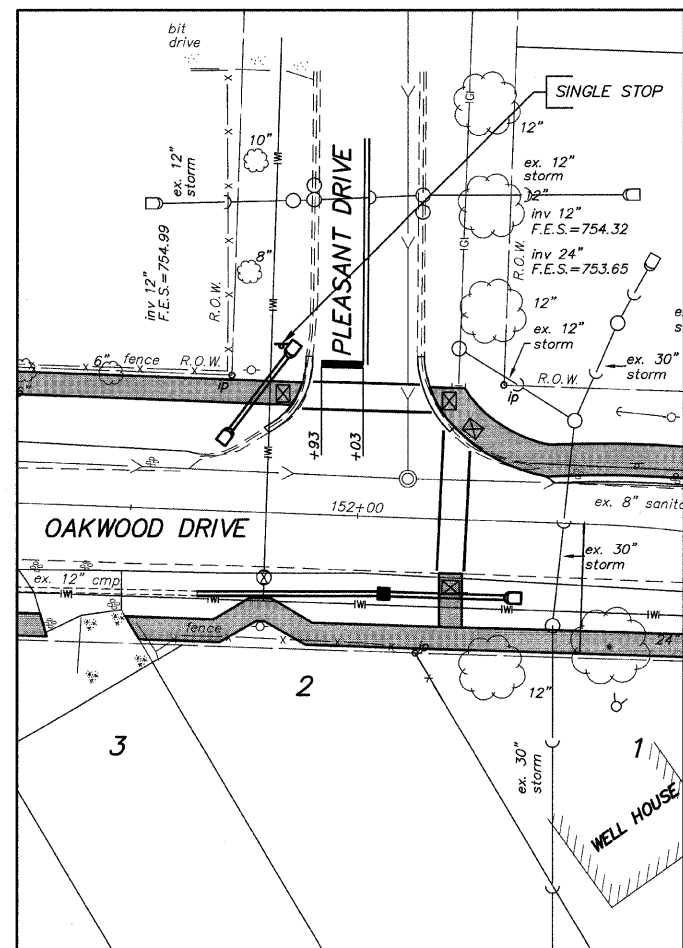 bit
drive
SINGLE STOP
10"
12"
ex. 12"
storm
ex. 12"
storm
12"
inv 12"
F.E.S.=754.32
inv 12"
F.E.S.=754.99
R.O.W.
PLEASANT DRIVE
R.O.W.
inv 24"
F.E.S.=753.65
8"
12"
ex. 12"
storm
6" fence
R.O.W.
ip
R.O.W.
ip
ex. 30"
storm
+93
+03
152+00
ex. 8" sanita
OAKWOOD DRIVE
ex. 30"
storm
ex. 12" cmp
fence
ip
24"
2
12"
3
1
ex. 30"
storm
WELL HOUSE